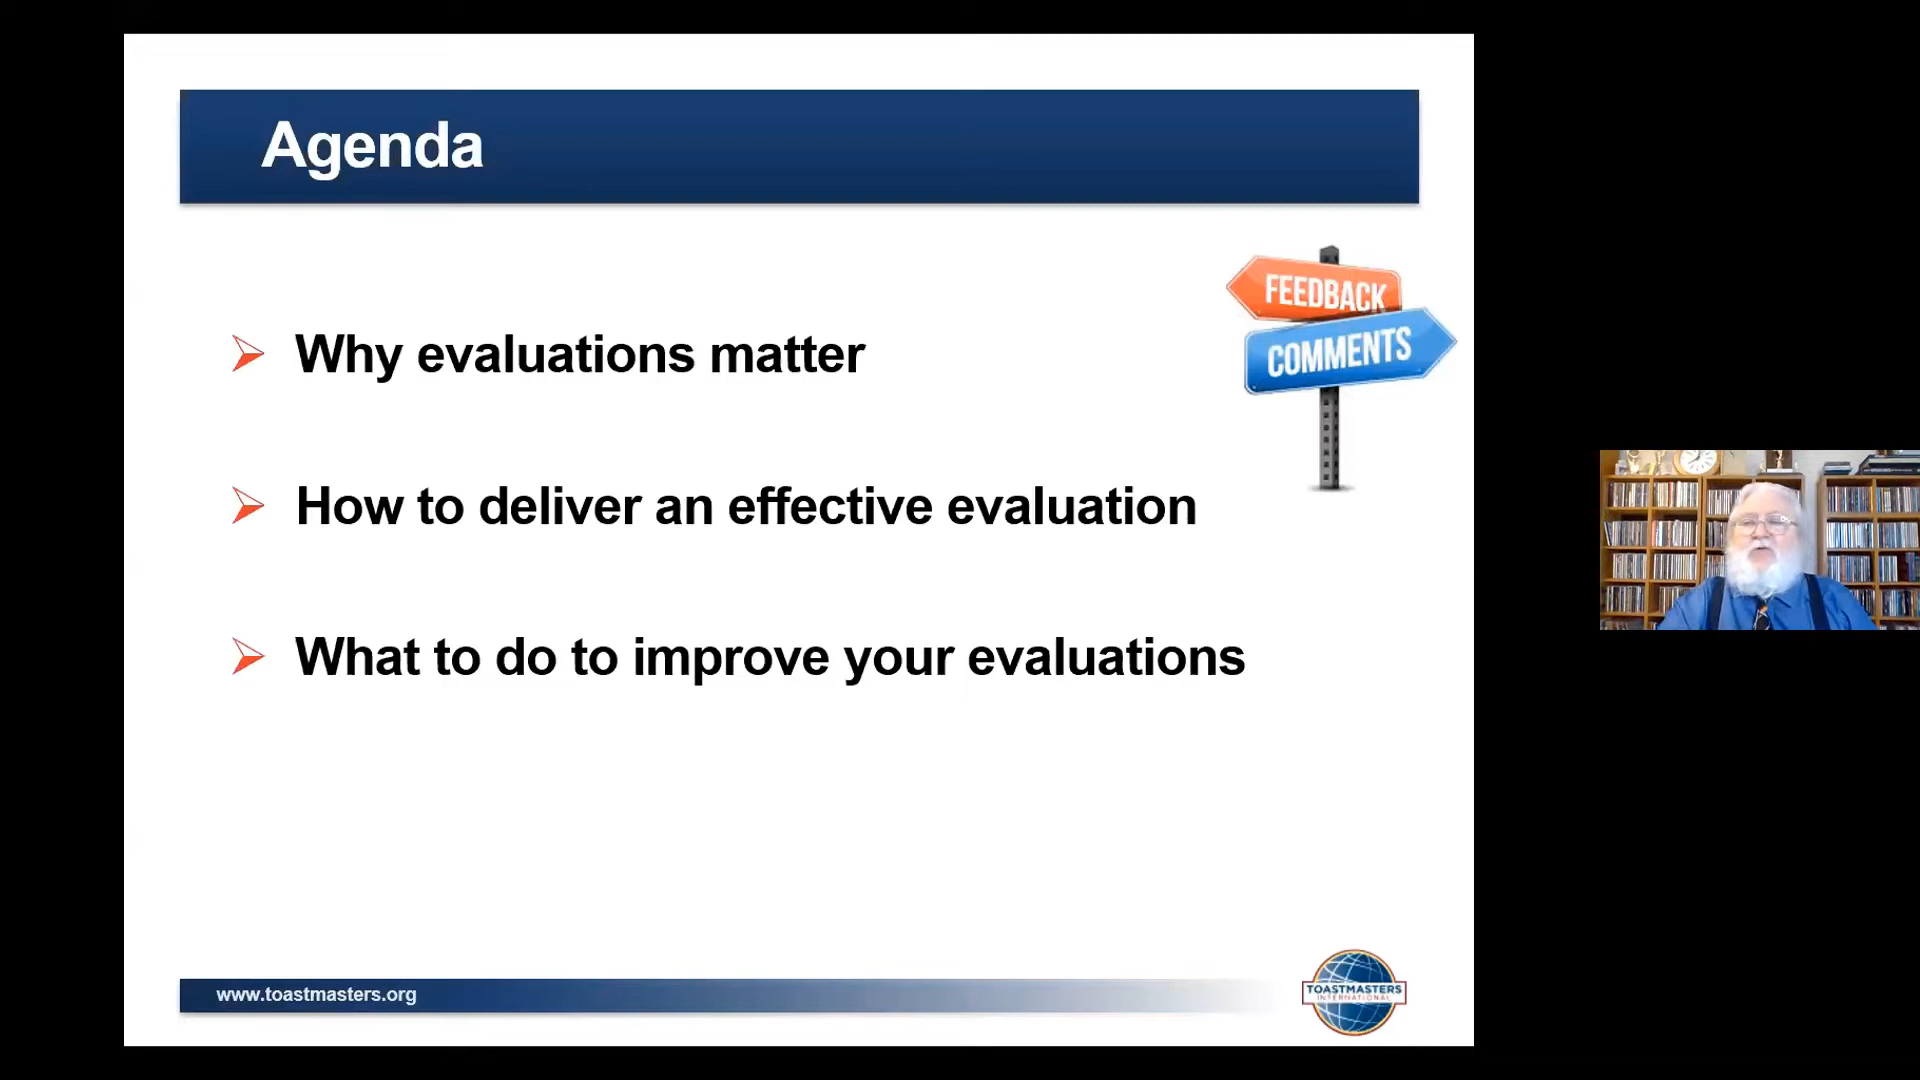 Agenda
FEEDBACK
COMMENTS
Why evaluations matter
How to deliver an effective evaluation
What to do to improve your evaluations
www.toastmasters.org
TOASTMASTERS
INTERNATIONAL